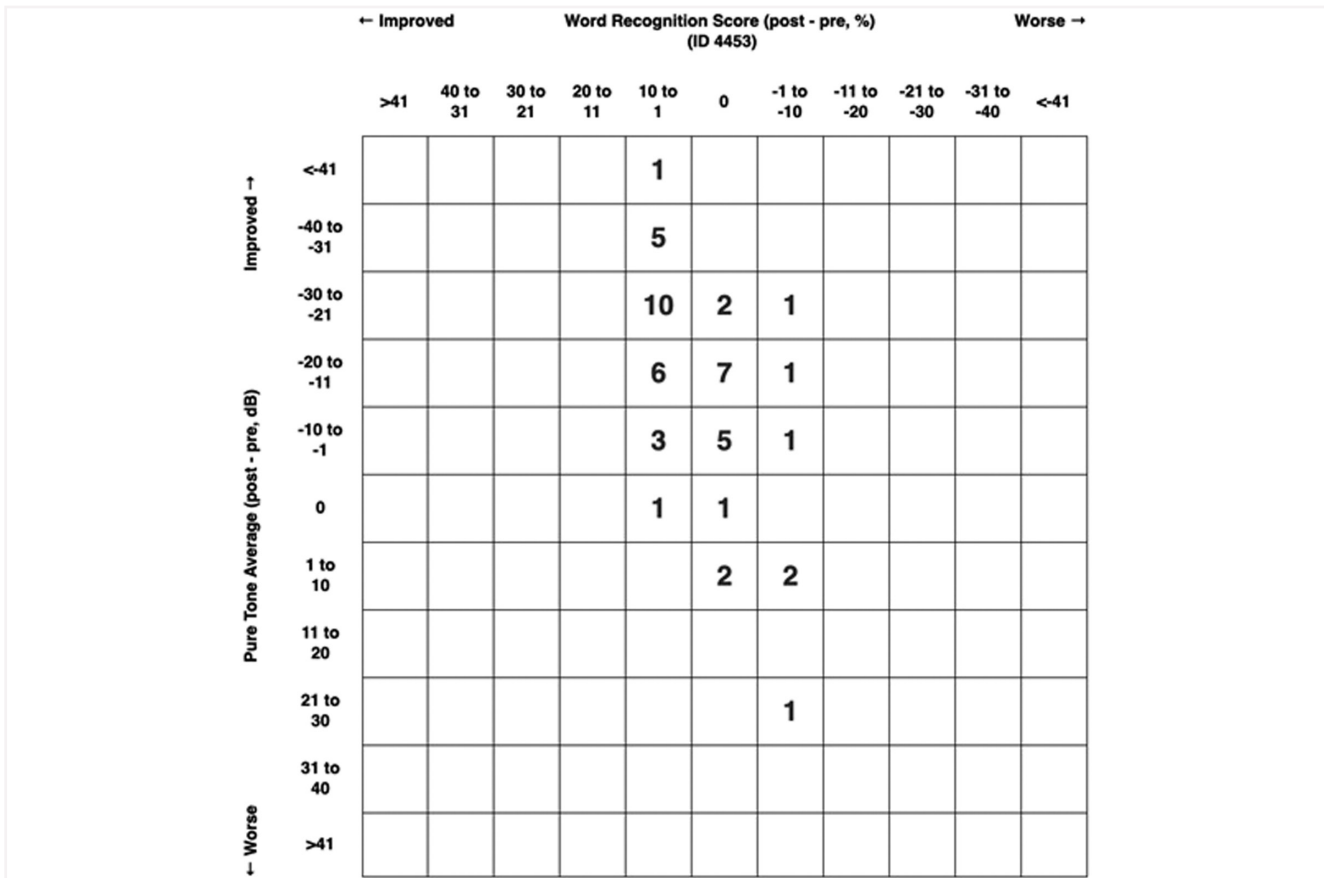 ← Improved Word Recognition Score (post - pre, %) Worse →
(ID 4453)
>41 40 to 31 30 to 21 20 to 11 10 to 1 0 -1 to -10 -11 to -20 -21 to -30 -31 to -40 <-41
Improved →
Pure Tone Average (post - pre, dB)
← Worse
<-41 1
-40 to -31 5
-30 to -21 10 2 1
-20 to -11 6 7 1
-10 to -1 3 5 1
0 1 1
1 to 10 2 2
11 to 20
21 to 30 1
31 to 40
>41